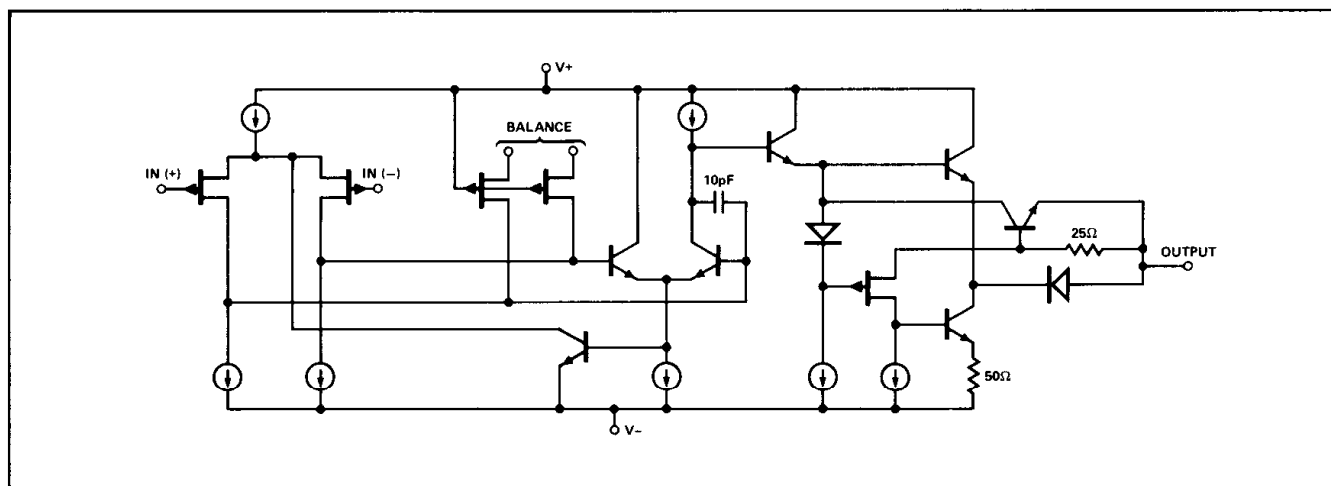 V+
BALANCE
IN (+)
IN (−)
10pF
25Ω
OUTPUT
50Ω
V−